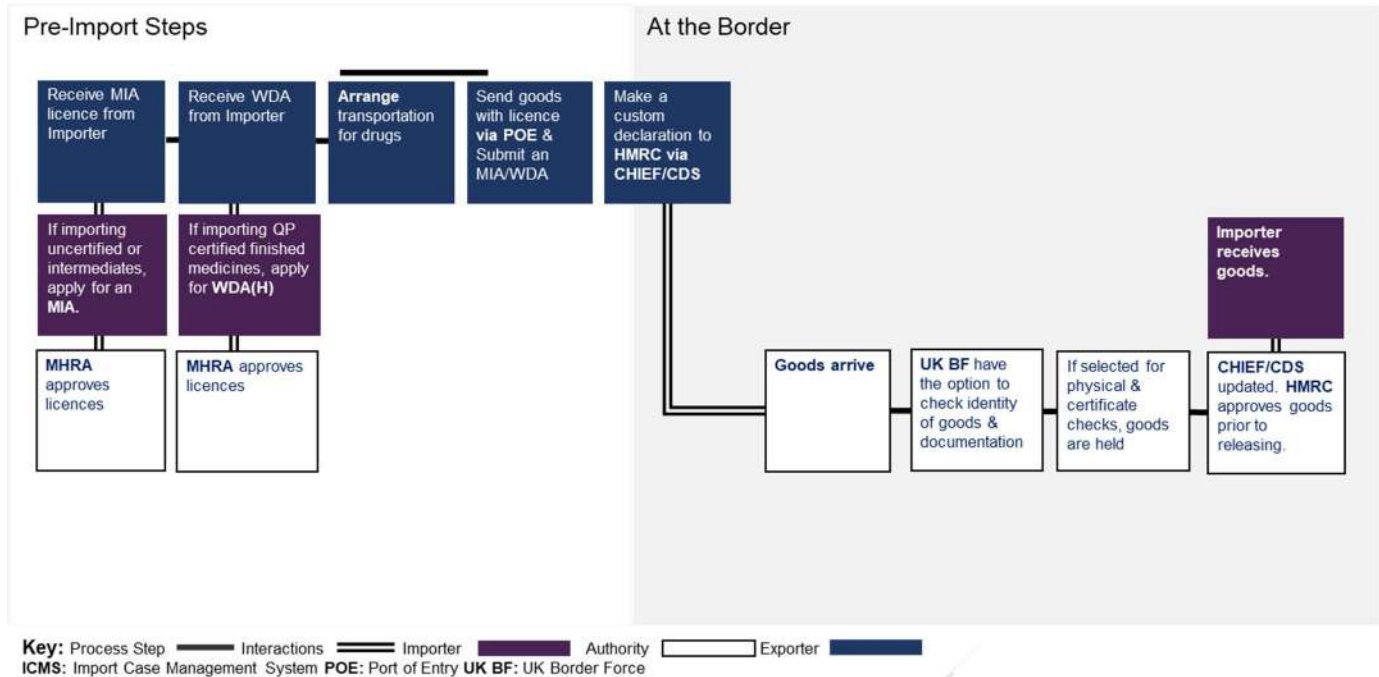 Pre-Import Steps
At the Border
Receive MIA
licence from
Importer
Receive WDA
from Importer
Arrange
transportation
for drugs
Send goods
with licence
via POE &
Submit an
MIA/WDA
Make a
custom
declaration to
HMRC via
CHIEF/CDS
If importing
uncertified or
intermediates,
apply for an
MIA.
If importing QP
certified finished
medicines, apply
for WDA(H)
Importer
receives
goods.
MHRA
approves
licences
MHRA approves
licences
Goods arrive
UK BF have
the option to
check identity
of goods &
documentation
If selected for
physical &
certificate
checks, goods
are held
CHIEF/CDS
updated. HMRC
approves goods
prior to
releasing.
Key: Process Step Interactions Importer Authority Exporter
ICMS: Import Case Management System POE: Port of Entry UK BF: UK Border Force